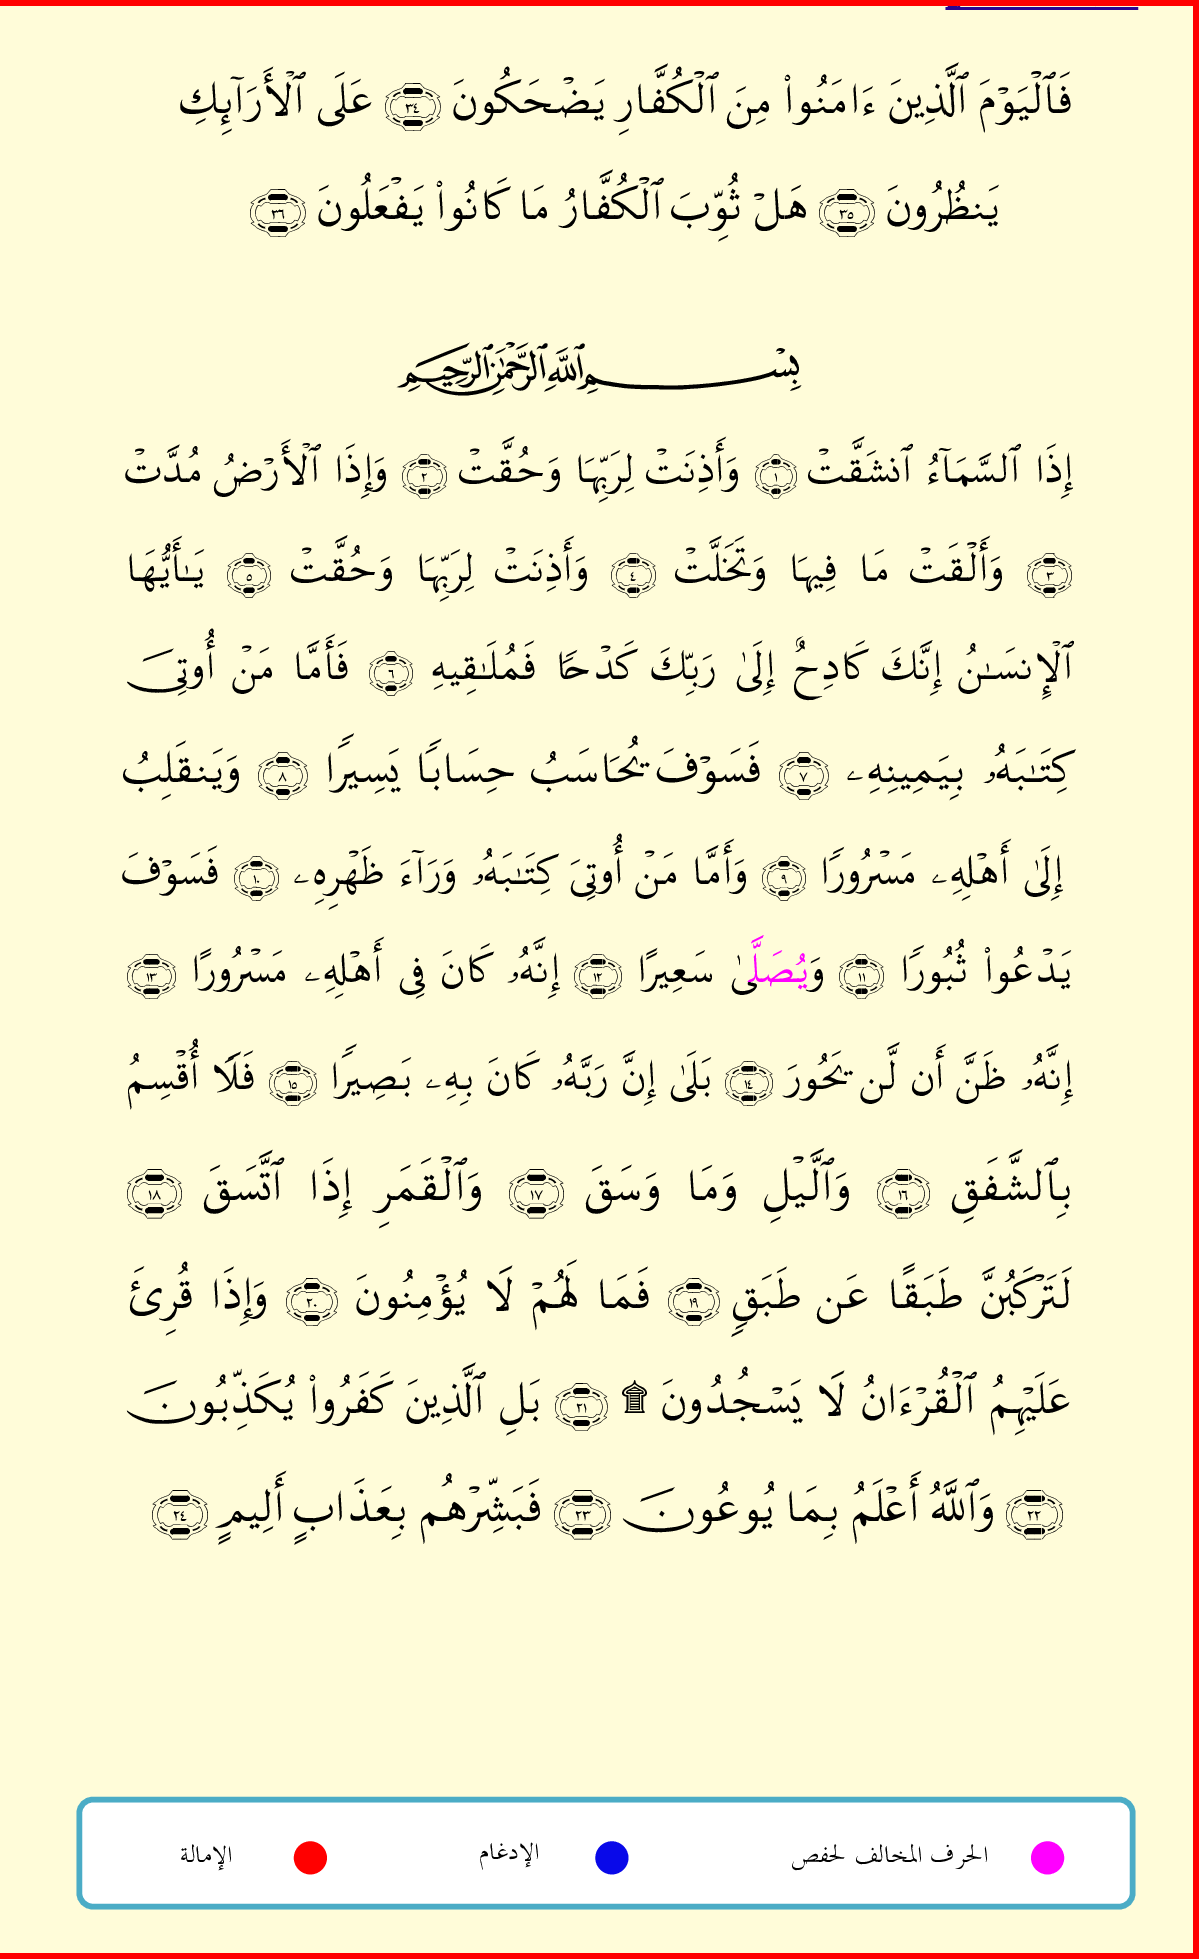 فَٱلۡيَوۡمَ ٱلَّذِينَ ءَامَنُواْ مِنَ ٱلۡكُفَّارِ يَضۡحَكُونَ ٣٤ عَلَى ٱلۡأَرَآئِكِ
يَنظُرُونَ ٣٥ هَلۡ ثُوِّبَ ٱلۡكُفَّارُ مَا كَانُواْ يَفۡعَلُونَ ٣٦
بِسۡمِ ٱللَّهِ ٱلرَّحۡمَٰنِ ٱلرَّحِيمِ
إِذَا ٱلسَّمَآءُ ٱنشَقَّتۡ ١ وَأَذِنَتۡ لِرَبِّهَا وَحُقَّتۡ ٢ وَإِذَا ٱلۡأَرۡضُ مُدَّتۡ
٣ وَأَلۡقَتۡ مَا فِيهَا وَتَخَلَّتۡ ٤ وَأَذِنَتۡ لِرَبِّهَا وَحُقَّتۡ ٥ يَـٰٓأَيُّهَا
ٱلۡإِنسَٰنُ إِنَّكَ كَادِحٌ إِلَىٰ رَبِّكَ كَدۡحًا فَمُلَٰقِيهِ ٦ فَأَمَّا مَنۡ أُوتِيَ
كِتَٰبَهُۥ بِيَمِينِهِۦ ٧ فَسَوۡفَ يُحَاسَبُ حِسَابًا يَسِيرًا ٨ وَيَنقَلِبُ
إِلَىٰٓ أَهۡلِهِۦ مَسۡرُورًا ٩ وَأَمَّا مَنۡ أُوتِيَ كِتَٰبَهُۥ وَرَآءَ ظَهۡرِهِۦ ١٠ فَسَوۡفَ
يَدۡعُواْ ثُبُورًا ١١ وَيُصَلَّىٰ سَعِيرًا ١٢ إِنَّهُۥ كَانَ فِيٓ أَهۡلِهِۦ مَسۡرُورًا ١٣
إِنَّهُۥ ظَنَّ أَن لَّن يَحُورَ ١٤ بَلَىٰٓ إِنَّ رَبَّهُۥ كَانَ بِهِۦ بَصِيرًا ١٥ فَلَآ أُقۡسِمُ
بِٱلشَّفَقِ ١٦ وَٱلَّيۡلِ وَمَا وَسَقَ ١٧ وَٱلۡقَمَرِ إِذَا ٱتَّسَقَ ١٨
لَتَرۡكَبُنَّ طَبَقًا عَن طَبَقٖ ١٩ فَمَا لَهُمۡ لَا يُؤۡمِنُونَ ٢٠ وَإِذَا قُرِئَ
عَلَيۡهِمُ ٱلۡقُرۡءَانُ لَا يَسۡجُدُونَ ۩ ٢١ بَلِ ٱلَّذِينَ كَفَرُواْ يُكَذِّبُونَ
٢٢ وَٱللَّهُ أَعۡلَمُ بِمَا يُوعُونَ ٢٣ فَبَشِّرۡهُم بِعَذَابٍ أَلِيمٍ ٢٤
الحرف المخالف لحفص الإدغام الإمالة